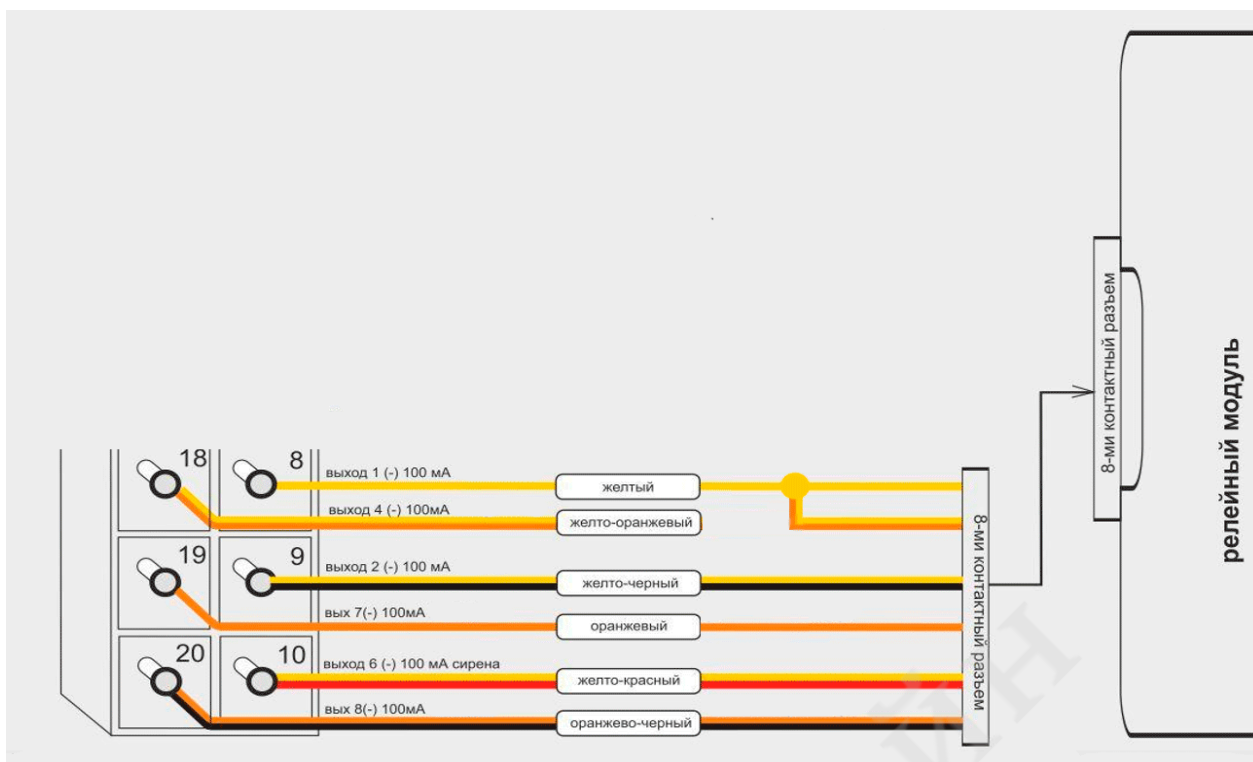 18
8
выход 1 (-) 100 мА
желтый
выход 4 (-) 100мА
желто-оранжевый
19
9
выход 2 (-) 100 мА
желто-черный
вых 7(-) 100мА
оранжевый
20
10
выход 6 (-) 100 мА сирена
желто-красный
вых 8(-) 100мА
оранжево-черный
8-ми контактный разъем
8-ми контактный разъем
релейный модуль
ЙН